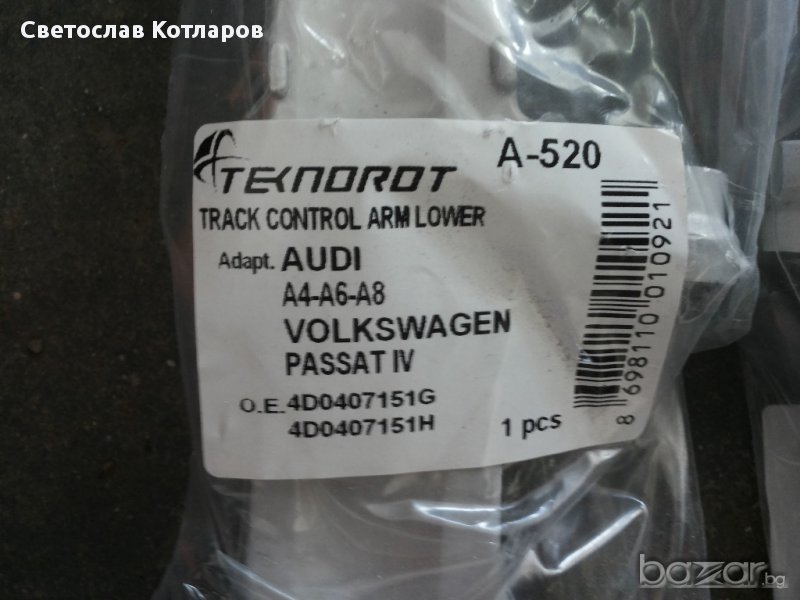 Светослав Котларов
TEKNOROT
A-520
TRACK CONTROL ARM LOWER
Adapt. AUDI
A4-A6-A8
VOLKSWAGEN
PASSAT IV
O.E. 4D0407151G
4D0407151H
1 pcs
8 698110 010921
bazar.bg